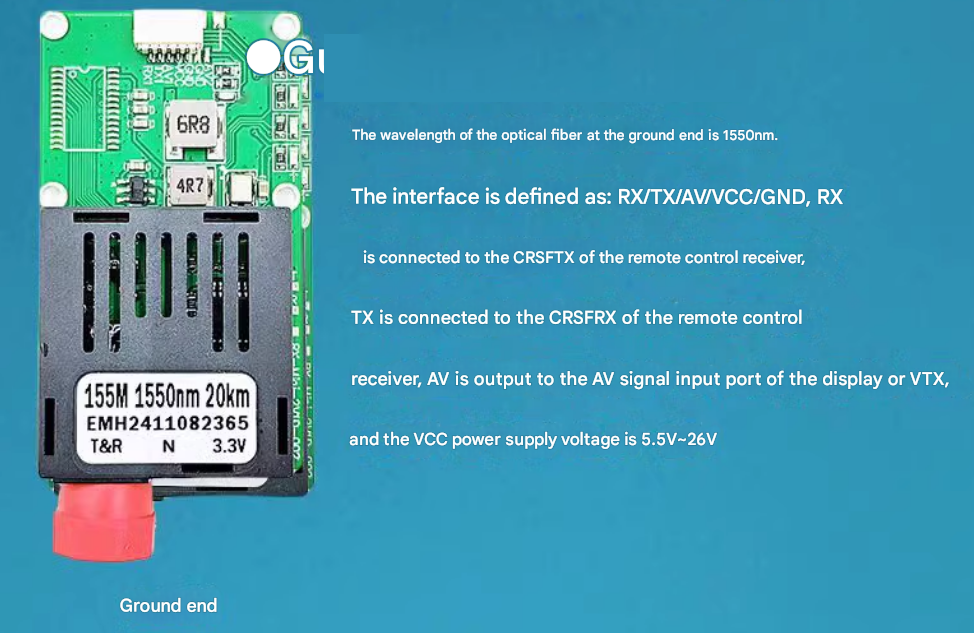 Gu
6R8
4R7
155M 1550nm 20km
EMH2411082365
T&R N 3.3V
Ground end
The wavelength of the optical fiber at the ground end is 1550nm.
The interface is defined as: RX/TX/AV/VCC/GND, RX
is connected to the CRSFTX of the remote control receiver,
TX is connected to the CRSFRX of the remote control
receiver, AV is output to the AV signal input port of the display or VTX,
and the VCC power supply voltage is 5.5V~26V